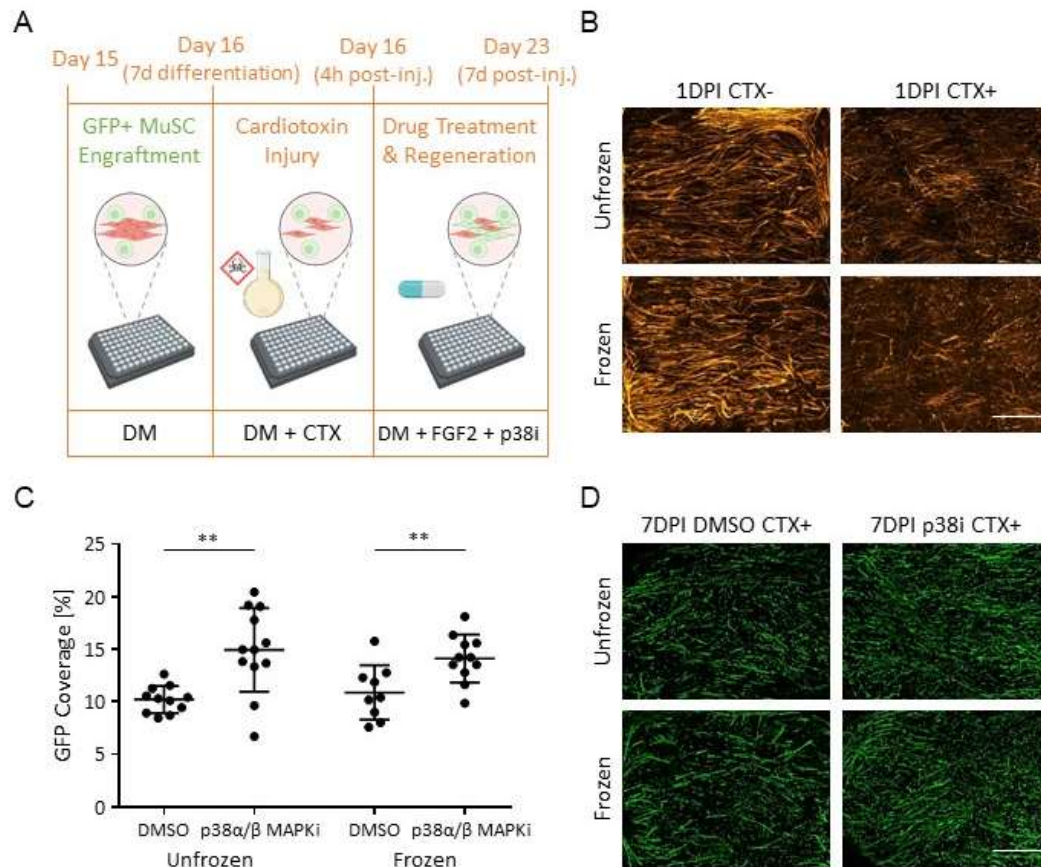 A
Day 15
Day 16
(7d differentiation)
Day 16
(4h post-inj.)
Day 23
(7d post-inj.)
GFP+ MuSC
Engraftment
Cardiotoxin
Injury
Drug Treatment
& Regeneration
DM
DM + CTX
DM + FGF2 + p38i
B
1DPI CTX-
1DPI CTX+
Unfrozen
Frozen
C
GFP Coverage [%]
25
20
15
10
5
0
**
**
DMSO
p38α/β MAPKi
DMSO
p38α/β MAPKi
Unfrozen
Frozen
D
7DPI DMSO CTX+
7DPI p38i CTX+
Unfrozen
Frozen